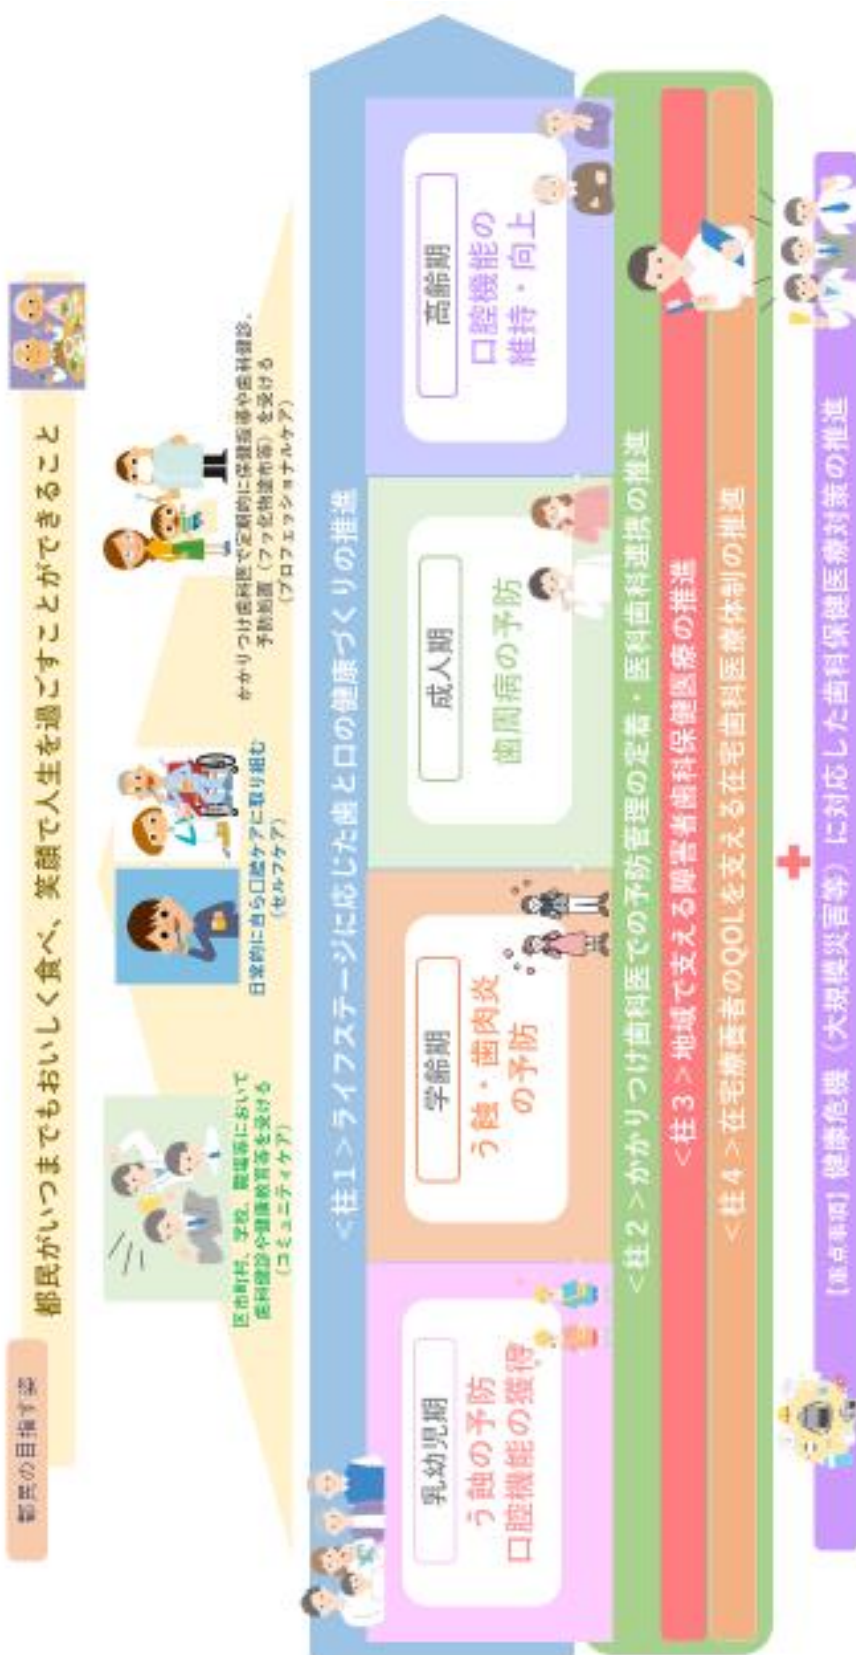 都民の目指す姿
都民がいつまでもおいしく食べ、笑顔で人生を過ごすことができること
区市町村、学校、職場等において
歯科健診や健康教育等を受ける
(コミュニティケア)
日常的に自ら口腔ケアに取り組む
(セルフケア)
かかりつけ歯科医で定期的に保健指導や歯科健診、
予防処置(フッ化物塗布等)を受ける
(プロフェッショナルケア)
<柱1>ライフステージに応じた歯と口の健康づくりの推進
乳幼児期
う蝕の予防
口腔機能の獲得
学齢期
う蝕・歯肉炎
の予防
成人期
歯周病の予防
高齢期
口腔機能の
維持・向上
<柱2>かかりつけ歯科医での予防管理の定着・医科歯科連携の推進
<柱3>地域で支える障害者歯科保健医療の推進
<柱4>在宅療養者のQOLを支える在宅歯科医療体制の推進
【重点事項】健康危機(大規模災害等)に対応した歯科保健医療対策の推進